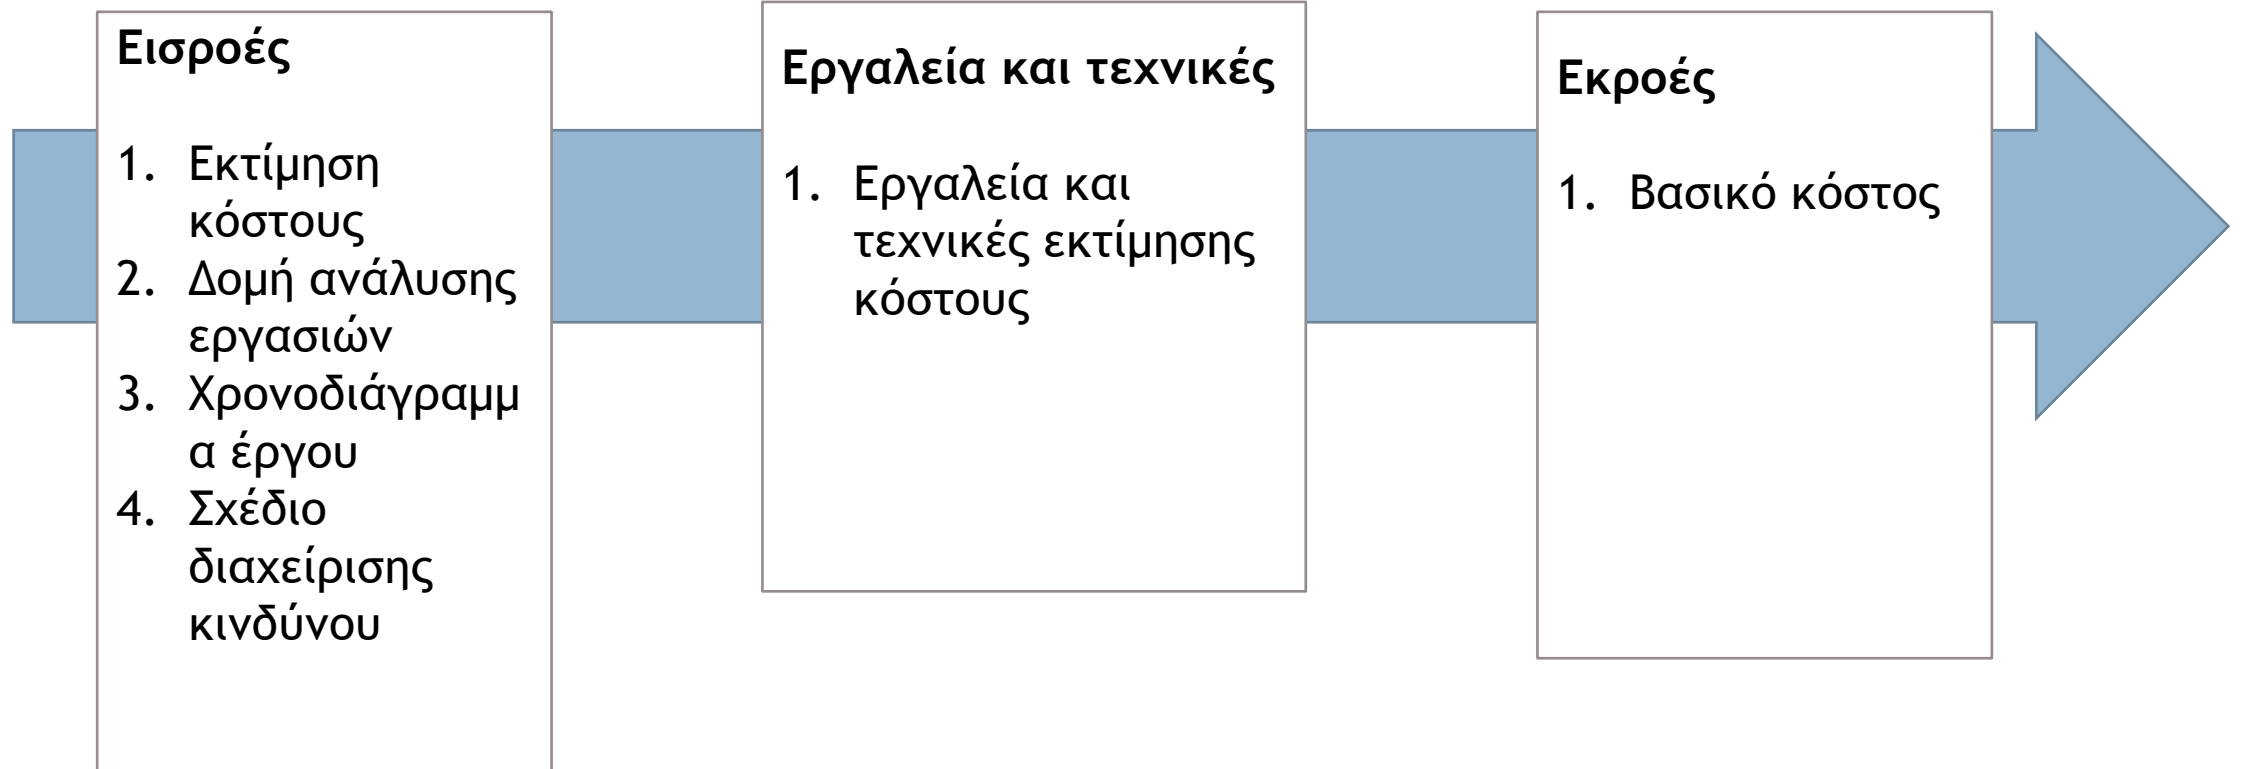 Εισροές
1. Εκτίμηση
κόστους
2. Δομή ανάλυσης
εργασιών
3. Χρονοδιάγραμμ
α έργου
4. Σχέδιο
διαχείρισης
κινδύνου
Εργαλεία και τεχνικές
1. Εργαλεία και
τεχνικές εκτίμησης
κόστους
Εκροές
1. Βασικό κόστος